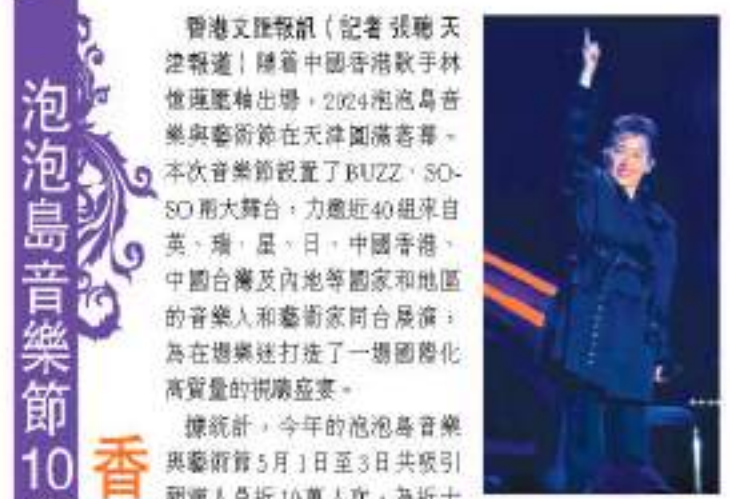 泡泡島音樂節10
香
香港文匯報訊（記者 張聰 天
津報道）隨着中國香港歌手林
憶蓮壓軸出場，2024泡泡島音
樂與藝術節在天津圓滿落幕。
本次音樂節設置了BUZZ、SO-
SO兩大舞台，力邀近40組來自
英、瑞、星、日、中國香港、
中國台灣及內地等國家和地區
的音樂人和藝術家同台展演，
為在場樂迷打造了一場國際化
高質量的視聽盛宴。
據統計，今年的泡泡島音樂
與藝術節5月1日至3日共吸引